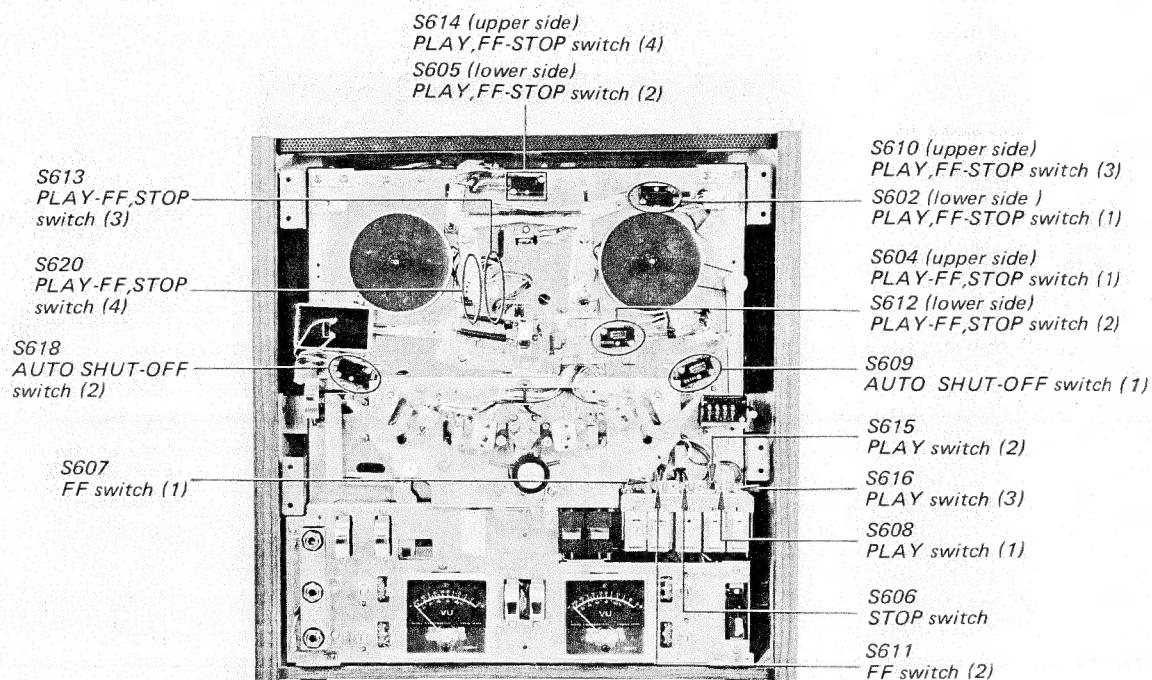 S614 (upper side)
PLAY,FF-STOP switch (4)
S605 (lower side)
PLAY,FF-STOP switch (2)
S613
PLAY-FF,STOP
switch (3)
S620
PLAY-FF,STOP
switch (4)
S618
AUTO SHUT-OFF
switch (2)
S607
FF switch (1)
S610 (upper side)
PLAY,FF-STOP switch (3)
S602 (lower side )
PLAY,FF-STOP switch (1)
S604 (upper side)
PLAY-FF,STOP switch (1)
S612 (lower side)
PLAY-FF,STOP switch (2)
S609
AUTO SHUT-OFF switch (1)
S615
PLAY switch (2)
S616
PLAY switch (3)
S608
PLAY switch (1)
S606
STOP switch
S611
FF switch (2)
VU
VU